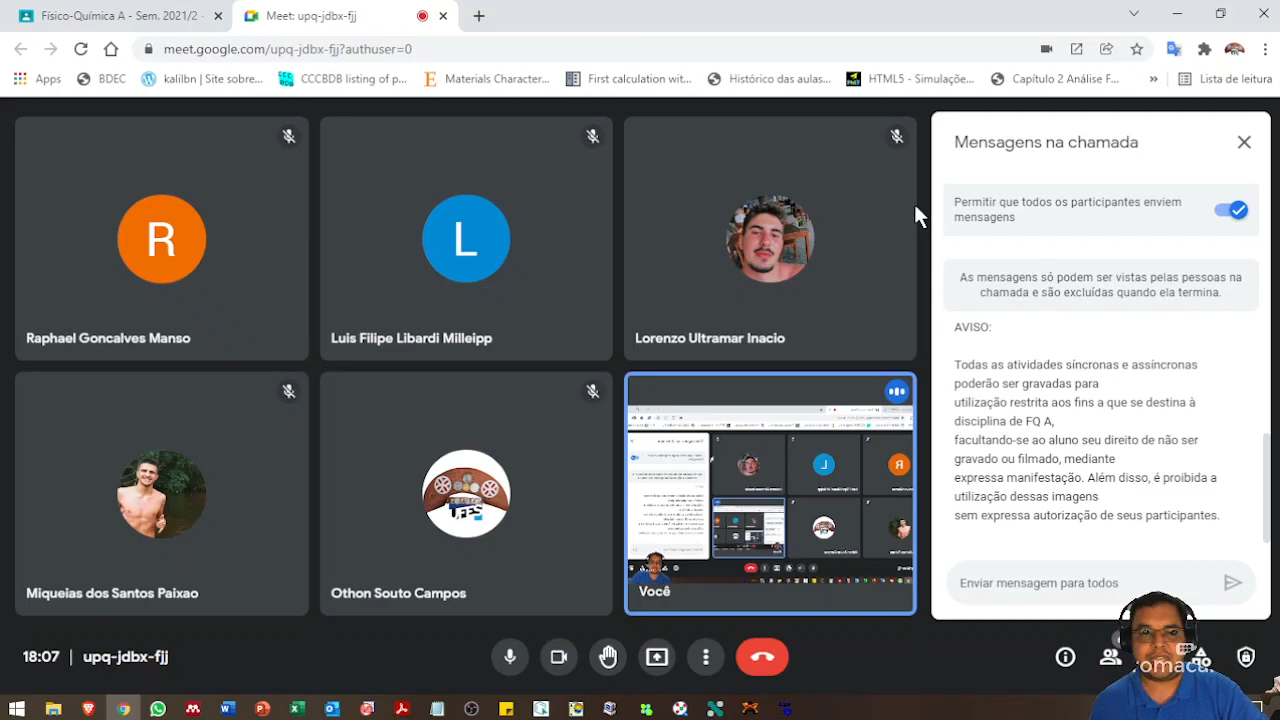 Físico-Química A - Sem. 2021/2 -
Meet: upq-jdbx-fjj
meet.google.com/upq-jdbx-fjj?authuser=0
Apps
BDEC
kalilbn | Site sobre...
CCCBDB listing of p...
Materials Character...
First calculation wit...
Histórico das aulas...
HTML5 - Simulaçõe...
Capítulo 2 Análise F...
»
Lista de leitura
R
Raphael Goncalves Manso
L
Luis Filipe Libardi Milleipp
Lorenzo Ultramar Inacio
Miqueias dos Santos Paixao
Othon Souto Campos
Você
Mensagens na chamada
Permitir que todos os participantes enviem
mensagens
As mensagens só podem ser vistas pelas pessoas na
chamada e são excluídas quando ela termina.
AVISO:
Todas as atividades síncronas e assíncronas
poderão ser gravadas para
utilização restrita aos fins a que se destina à
disciplina de FQ A,
facultando-se ao aluno seu direito de não ser
gravado ou filmado, mediante
expressa manifestação. Além disso, é proibida a
utilização dessas imagens
sem expressa autorização de seus participantes.
Enviar mensagem para todos
18:07 | upq-jdbx-fjj